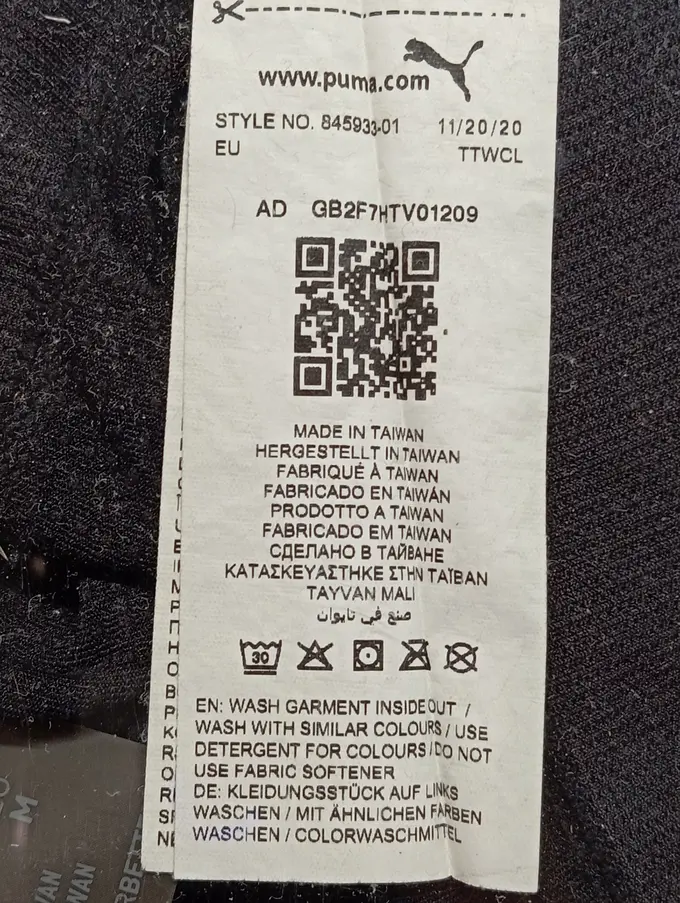 www.puma.com
STYLE NO. 845933-01 11/20/20
EU TTWCL
AD GB2F7HTV01209
MADE IN TAIWAN
HERGESTELLT IN TAIWAN
FABRIQUÉ À TAIWAN
FABRICADO EN TAIWÁN
PRODOTTO A TAIWAN
FABRICADO EM TAIWAN
СДЕЛАНО В ТАЙВАНЕ
ΚΑΤΑΣΚΕΥΑΣΤΗΚΕ ΣΤΗΝ ΤΑΪΒΑΝ
TAYVAN MALI
صنع في تايوان
30
EN: WASH GARMENT INSIDE OUT /
WASH WITH SIMILAR COLOURS / USE
DETERGENT FOR COLOURS / DO NOT
USE FABRIC SOFTENER
DE: KLEIDUNGSSTÜCK AUF LINKS
WASCHEN / MIT ÄHNLICHEN FARBEN
WASCHEN / COLORWASCHMITTEL
M